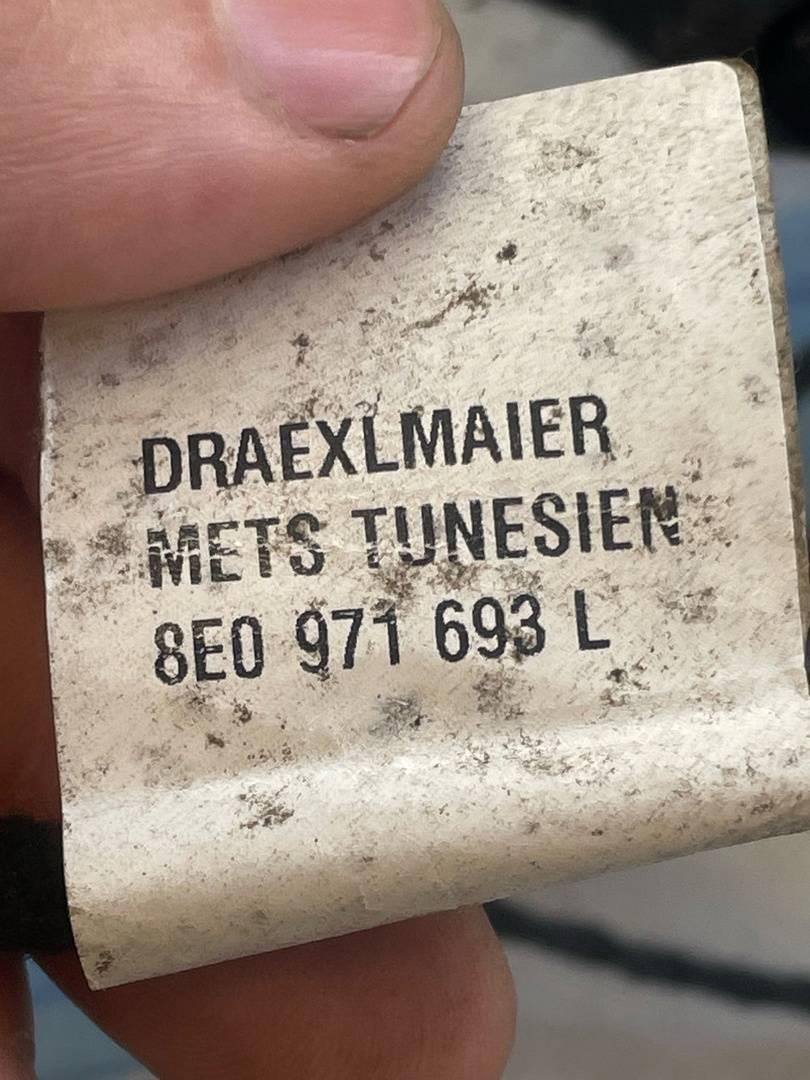 DRAEXLMAIER
METS TUNESIEN
8E0 971 693 L